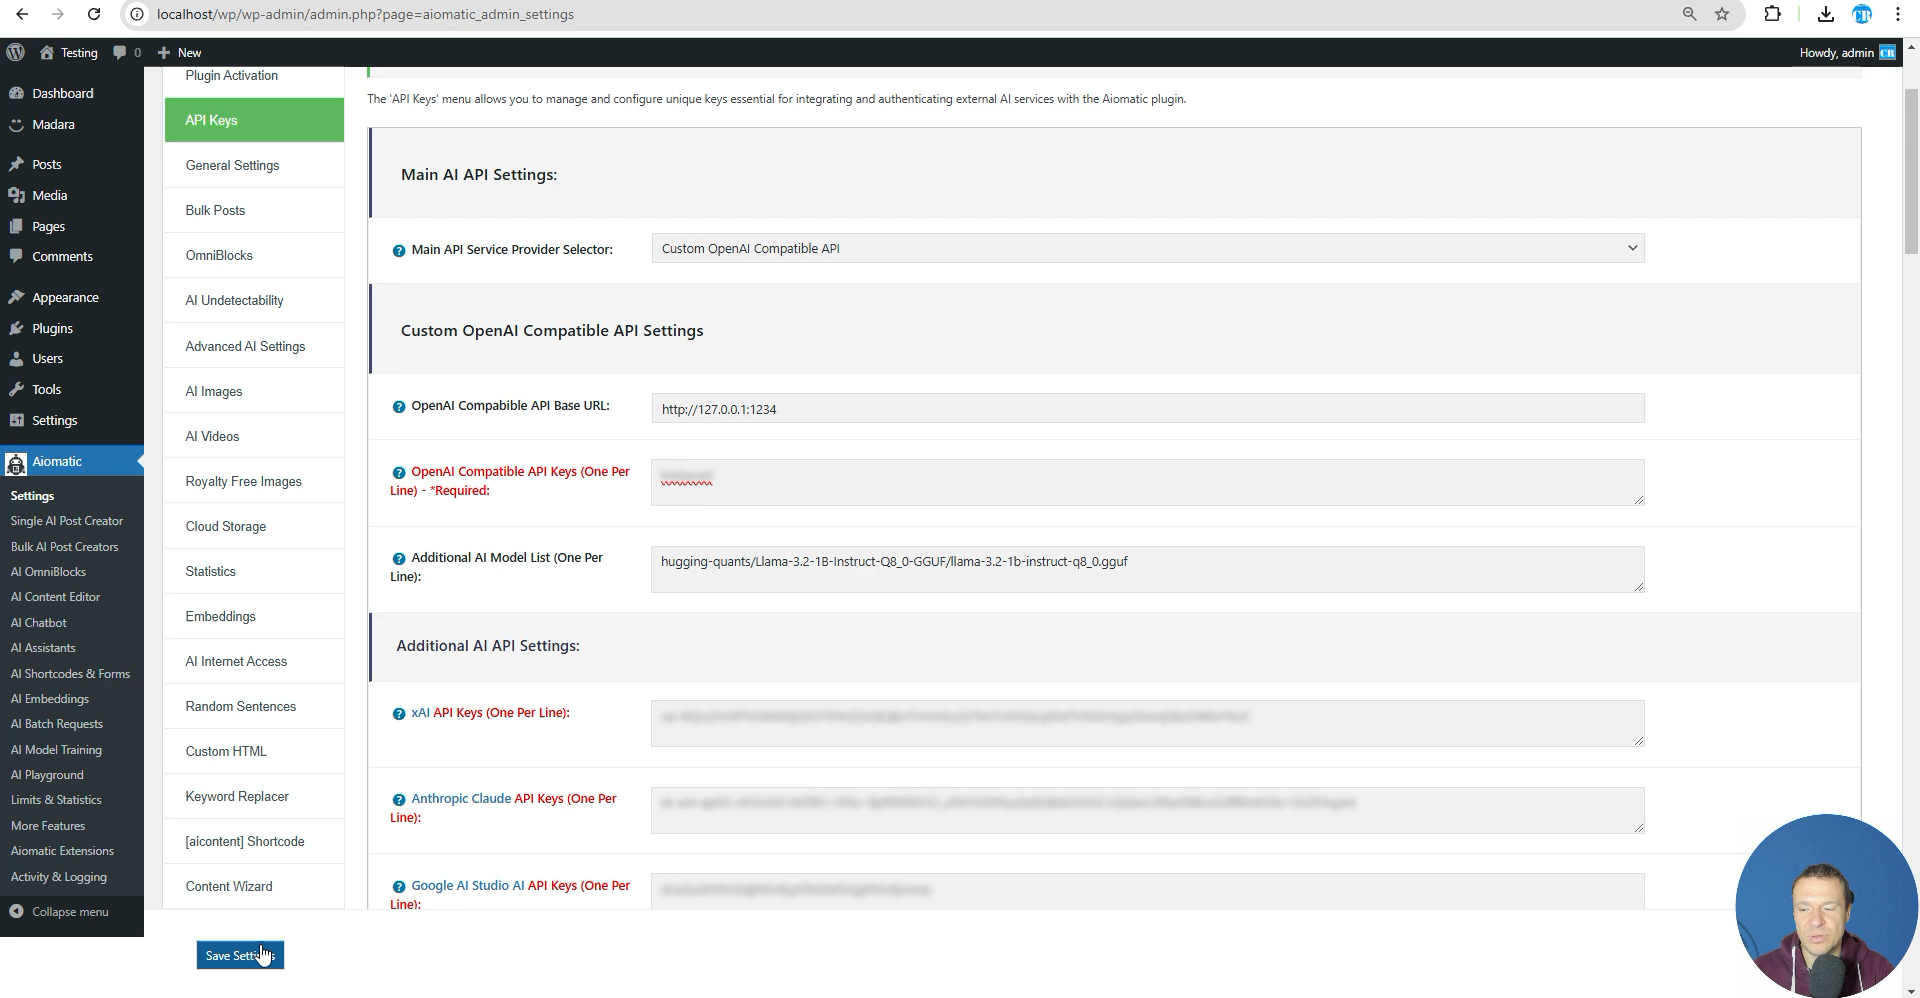 localhost/wp/wp-admin/admin.php?page=aiomatic_admin_settings
CR
Testing
0
New
Howdy, admin
CR
Dashboard
Madara
Posts
Media
Pages
Comments
Appearance
Plugins
Users
Tools
Settings
Aiomatic
Settings
Single AI Post Creator
Bulk AI Post Creators
AI OmniBlocks
AI Content Editor
AI Chatbot
AI Assistants
AI Shortcodes & Forms
AI Embeddings
AI Batch Requests
AI Model Training
AI Playground
Limits & Statistics
More Features
Aiomatic Extensions
Activity & Logging
Collapse menu
Plugin Activation
API Keys
General Settings
Bulk Posts
OmniBlocks
AI Undetectability
Advanced AI Settings
AI Images
AI Videos
Royalty Free Images
Cloud Storage
Statistics
Embeddings
AI Internet Access
Random Sentences
Custom HTML
Keyword Replacer
[aicontent] Shortcode
Content Wizard
The 'API Keys' menu allows you to manage and configure unique keys essential for integrating and authenticating external AI services with the Aiomatic plugin.
Main AI API Settings:
Main API Service Provider Selector:
Custom OpenAI Compatible API
Custom OpenAI Compatible API Settings
OpenAI Compabible API Base URL:
http://127.0.0.1:1234
OpenAI Compatible API Keys (One Per
Line) - *Required:
Additional AI Model List (One Per
Line):
hugging-quants/Llama-3.2-1B-Instruct-Q8_0-GGUF/llama-3.2-1b-instruct-q8_0.gguf
Additional AI API Settings:
xAI API Keys (One Per Line):
Anthropic Claude API Keys (One Per
Line):
Google AI Studio AI API Keys (One Per
Line):
Save Settings